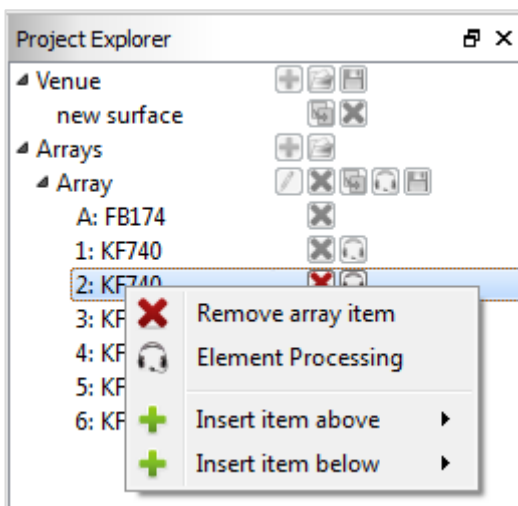 Project Explorer
Venue
new surface
Arrays
Array
A: FB174
1: KF740
2: KF740
3: KF
Remove array item
4: KF
Element Processing
5: KF
6: KF
Insert item above
Insert item below